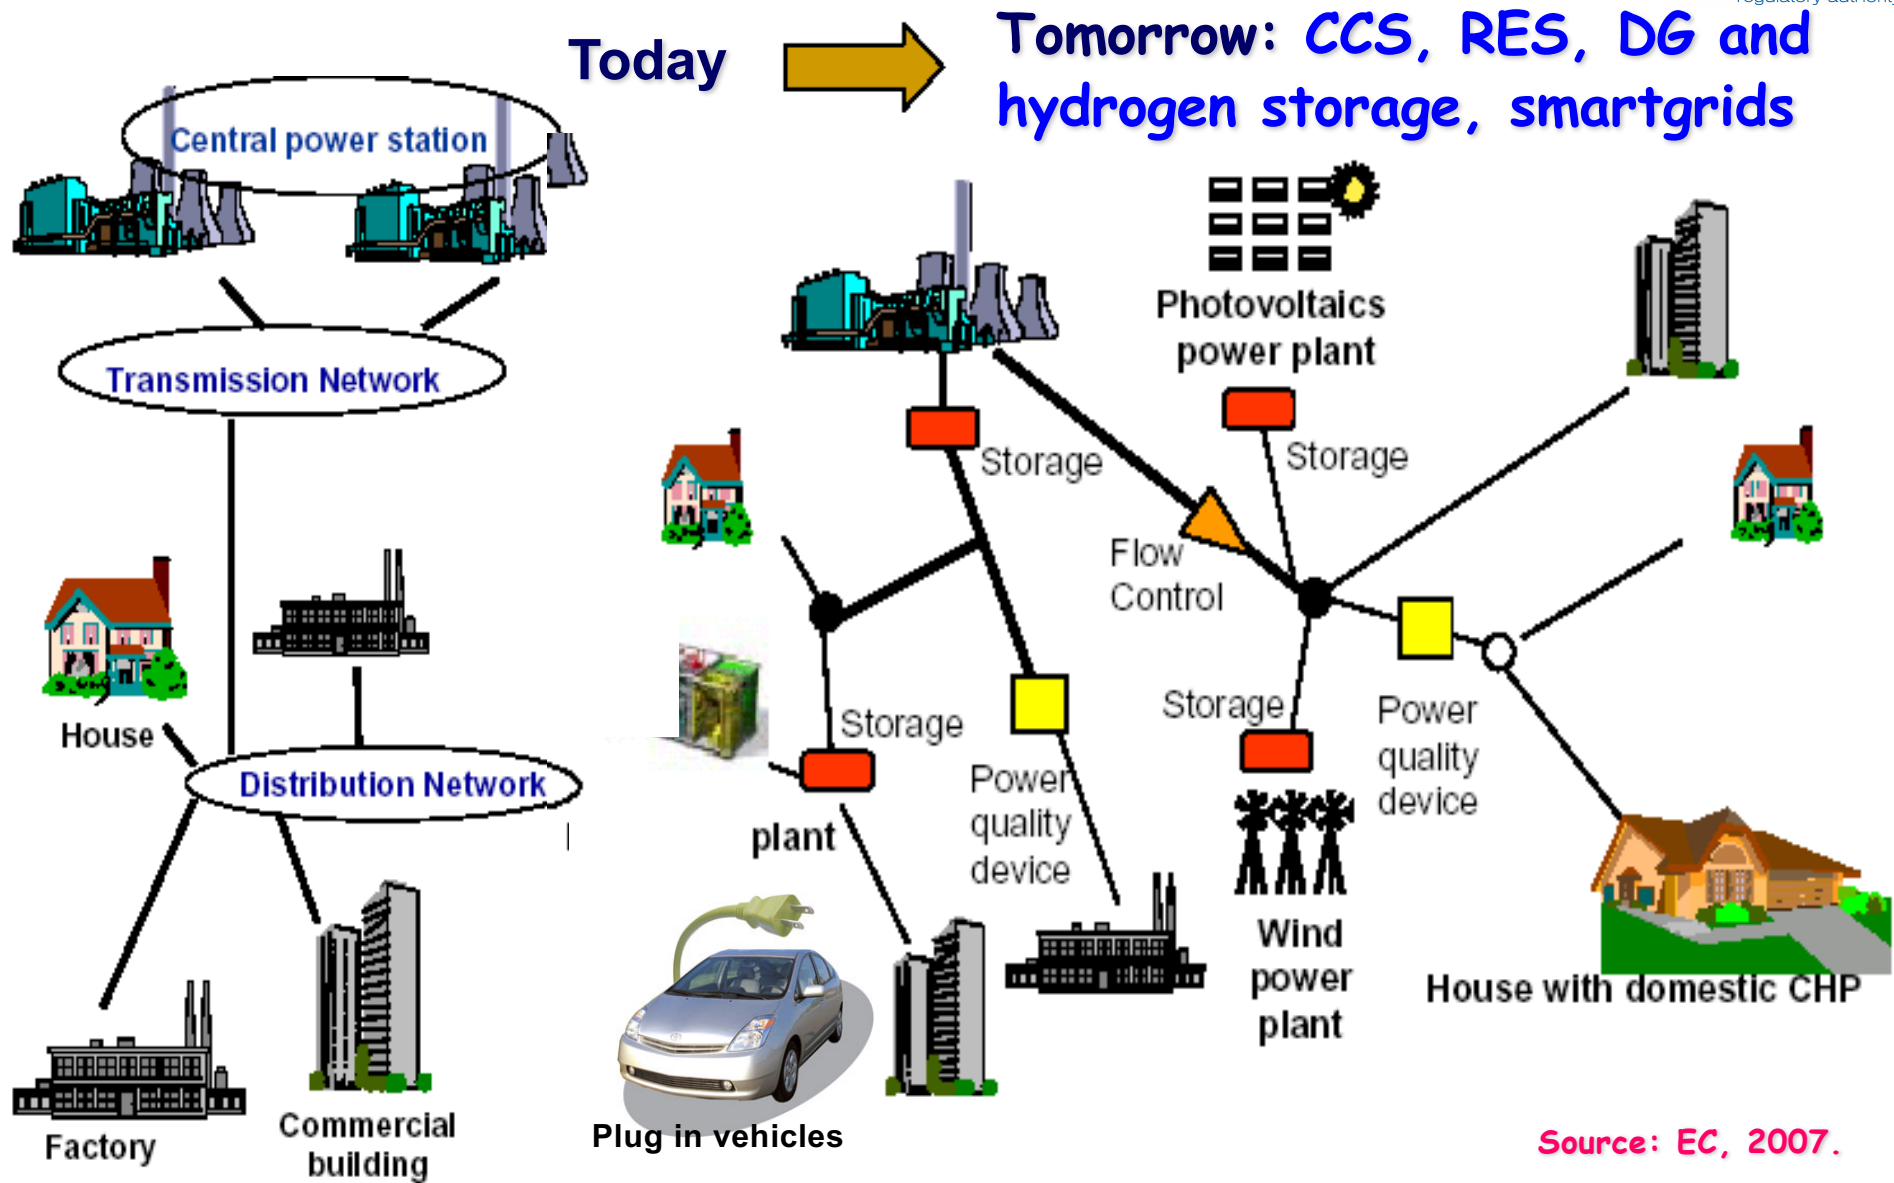 regulatory authority
Today
Tomorrow: CCS, RES, DG and
hydrogen storage, smartgrids
Central power station
Transmission Network
House
Distribution Network
Factory
Commercial
building
Photovoltaics
power plant
Storage
Storage
Flow
Control
Storage
Storage
Power
quality
device
Power
quality
device
plant
Wind
power
plant
House with domestic CHP
Plug in vehicles
Source: EC, 2007.